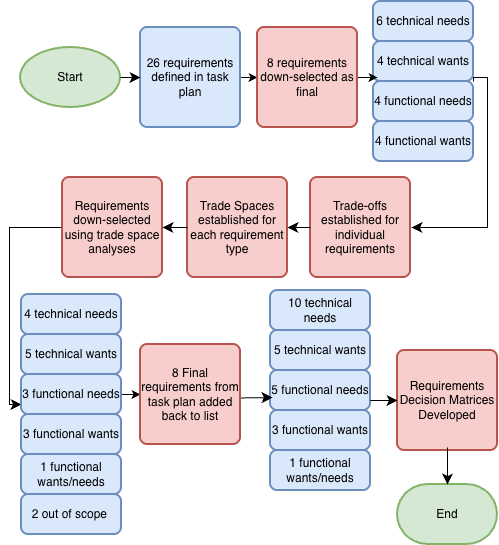 Start
26 requirements
defined in task
plan
8 requirements
down-selected as
final
6 technical needs
4 technical wants
4 functional needs
4 functional wants
Requirements
down-selected
using trade space
analyses
Trade Spaces
established for
each requirement
type
Trade-offs
established for
individual
requirements
4 technical needs
5 technical wants
3 functional needs
3 functional wants
1 functional
wants/needs
2 out of scope
8 Final
requirements from
task plan added
back to list
10 technical
needs
5 technical wants
5 functional needs
3 functional wants
1 functional
wants/needs
Requirements
Decision Matrices
Developed
End